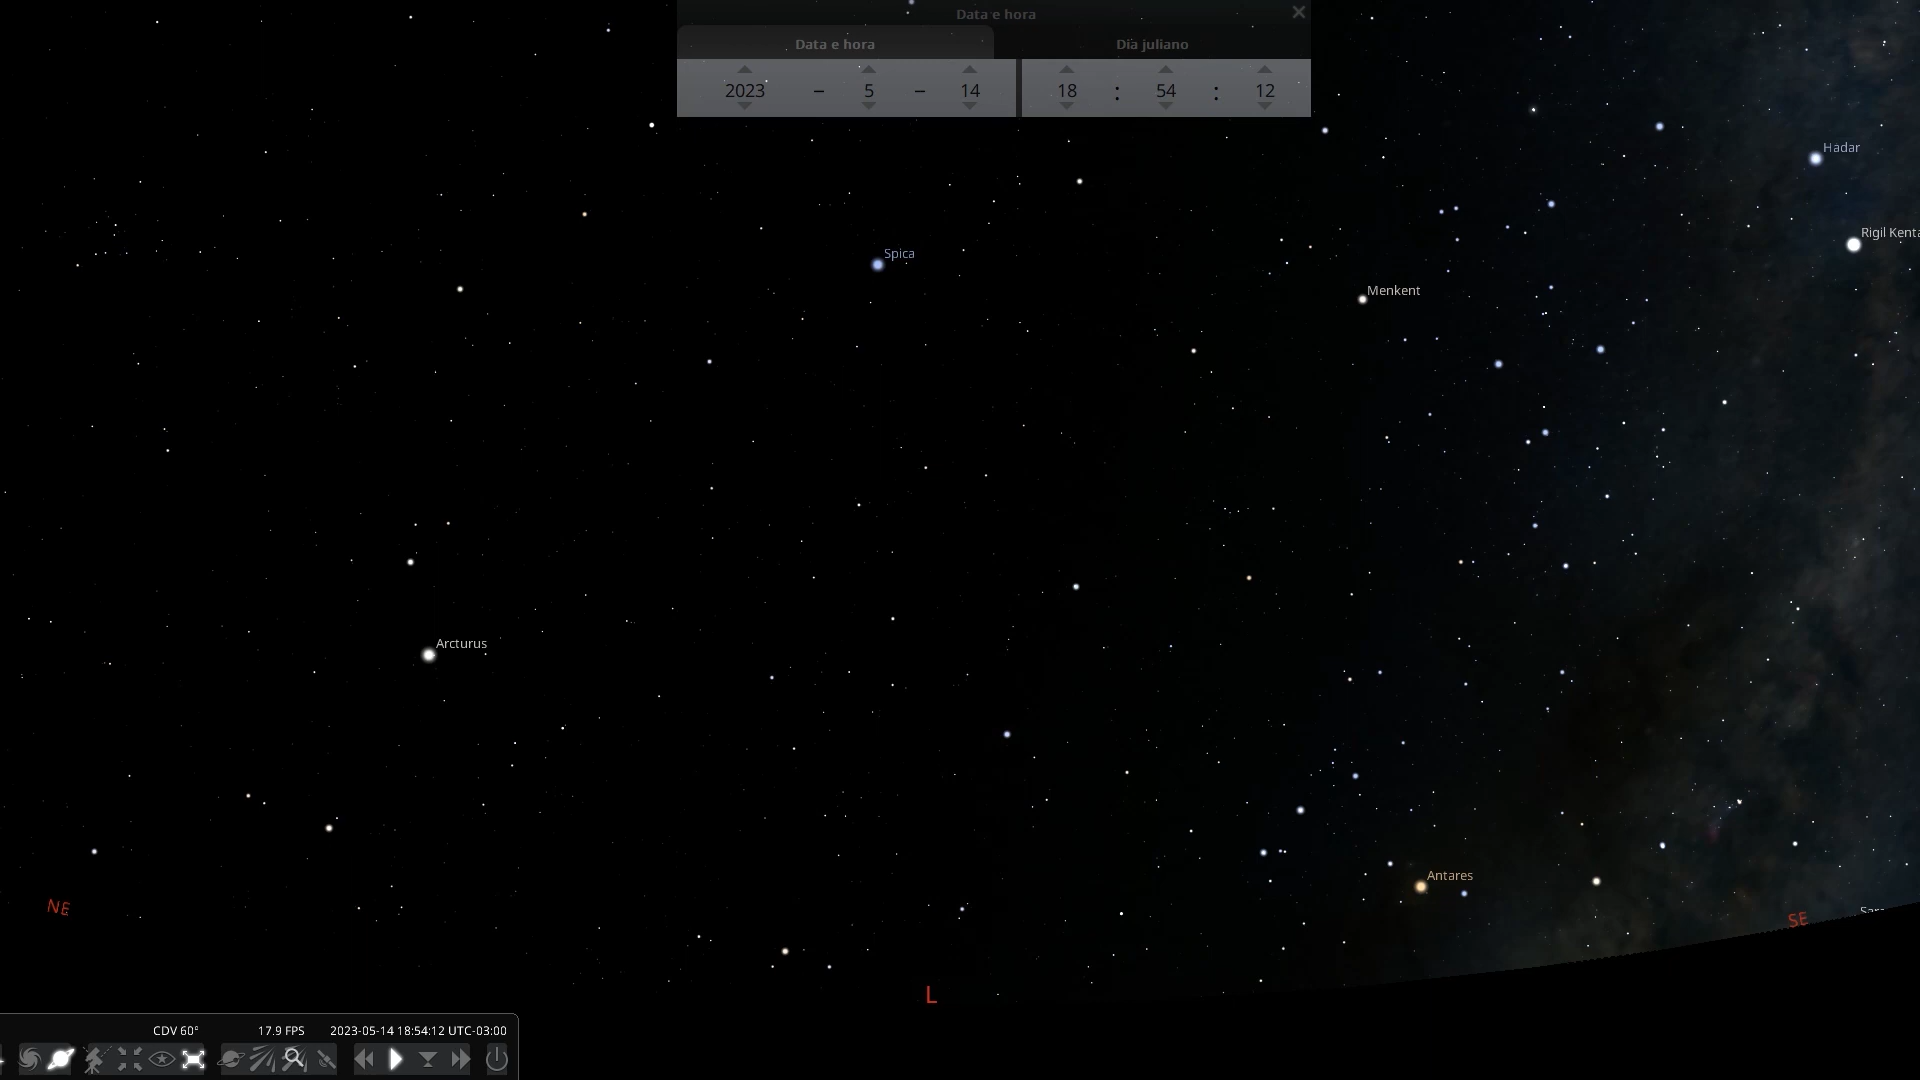 Data e hora
Data e hora
Dia juliano
2023 – 5 – 14 18 : 54 : 12
Hadar
Rigil Kenta
Spica
Menkent
Arcturus
Antares
NE
SE
L
CDV 60° 17.9 FPS 2023-05-14 18:54:12 UTC-03:00